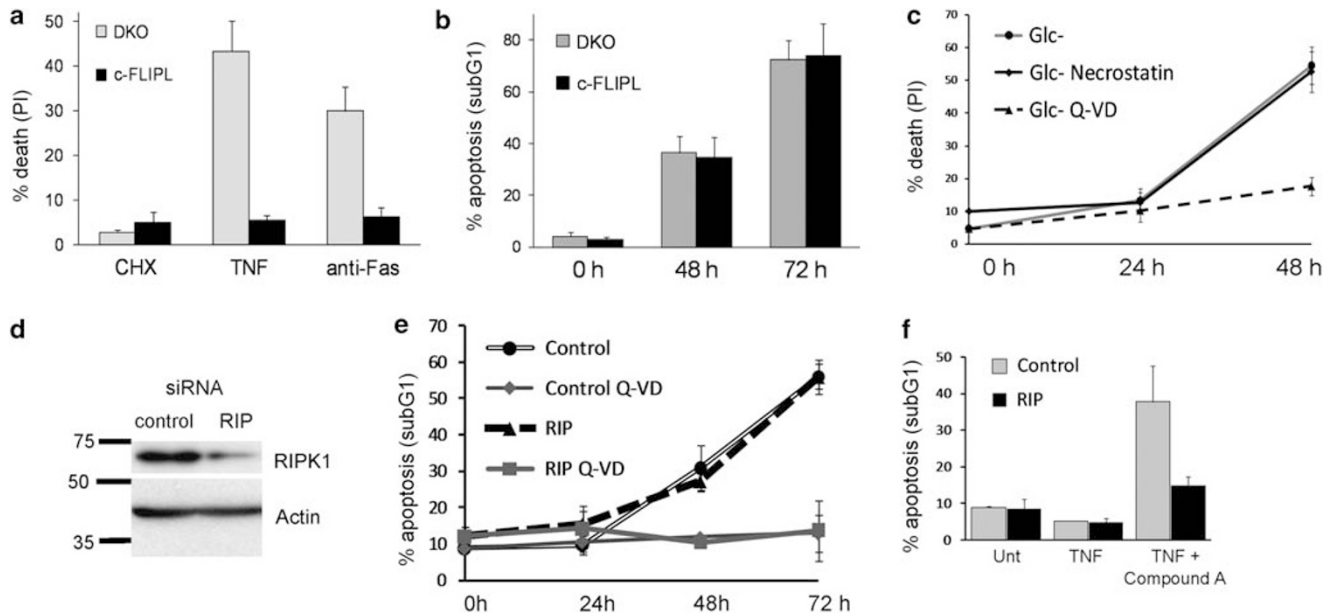 a
% death (PI)
50
40
30
20
10
0
DKO
c-FLIPL
CHX TNF anti-Fas
b
% apoptosis (subG1)
80
60
40
20
0
DKO
c-FLIPL
0 h 48 h 72 h
c
% death (PI)
70
60
50
40
30
20
10
0
Glc-
Glc- Necrostatin
Glc- Q-VD
0 h 24 h 48 h
d
siRNA
control RIP
75
50
35
RIPK1
Actin
e
% apoptosis (subG1)
70
60
50
40
30
20
10
0
Control
Control Q-VD
RIP
RIP Q-VD
0h 24h 48h 72 h
f
% apoptosis (subG1)
50
40
30
20
10
0
Control
RIP
Unt TNF TNF +
Compound A